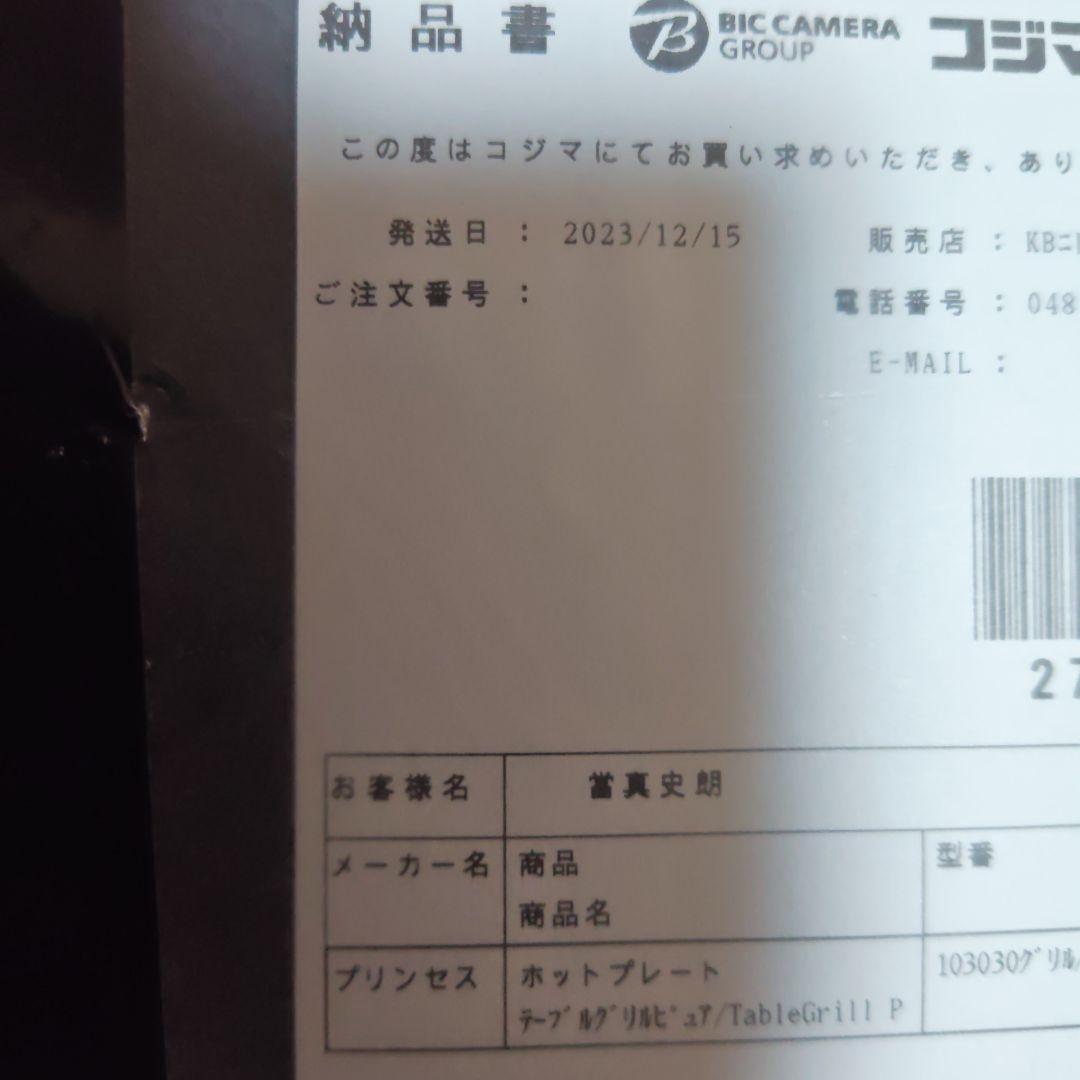 納品書 BIC CAMERA GROUP コジマ
この度はコジマにてお買い求めいただき、あり
発送日 : 2023/12/15 販売店 : KBﾆ
ご注文番号 : 電話番号 : 048
E-MAIL :
27
お客様名 當真史朗
メーカー名 商品 型番
商品名
プリンセス ホットプレート 103030ｸﾞﾘﾙ/
ﾃｰﾌﾞﾙｸﾞﾘﾙﾋﾟｭｱ/TableGrill P